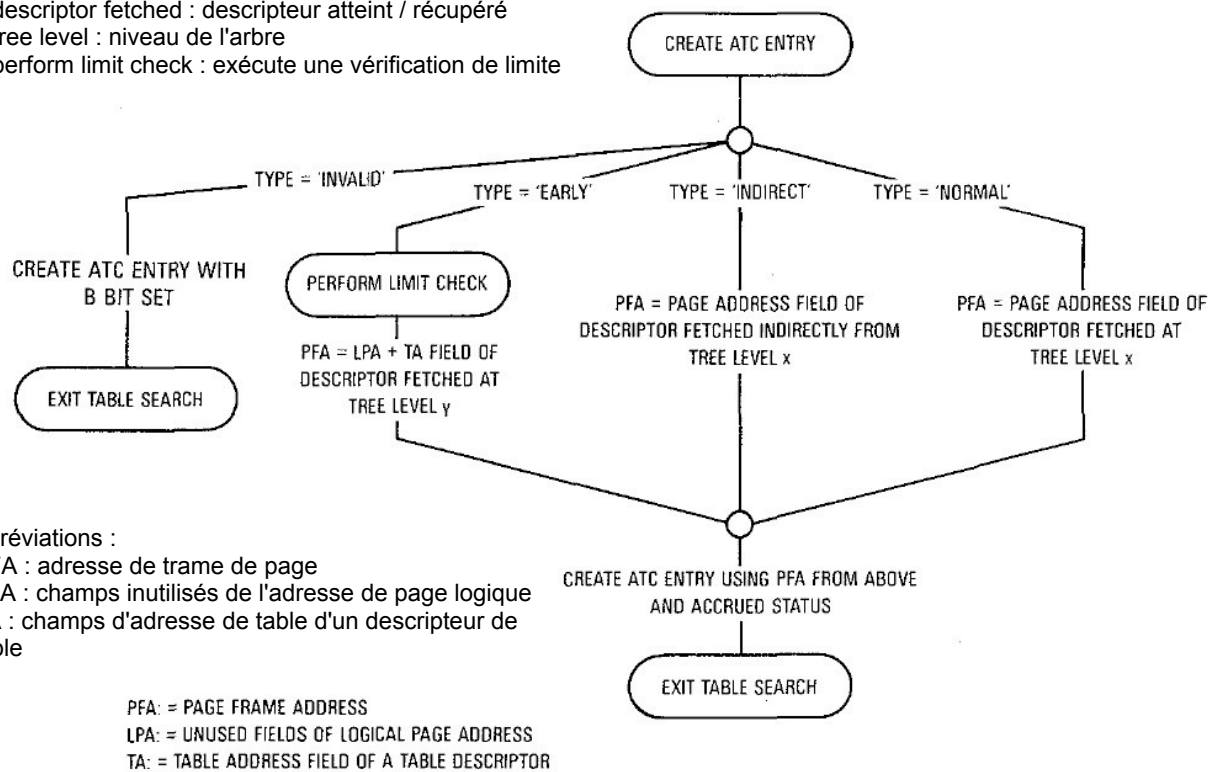 descriptor fetched : descripteur atteint / récupéré
ree level : niveau de l'arbre
perform limit check : exécute une vérification de limite
CREATE ATC ENTRY
TYPE = 'INVALID'
TYPE = 'EARLY'
TYPE = 'INDIRECT'
TYPE = 'NORMAL'
CREATE ATC ENTRY WITH
B BIT SET
PERFORM LIMIT CHECK
PFA = PAGE ADDRESS FIELD OF
DESCRIPTOR FETCHED INDIRECTLY FROM
TREE LEVEL x
PFA = PAGE ADDRESS FIELD OF
DESCRIPTOR FETCHED AT
TREE LEVEL x
PFA = LPA + TA FIELD OF
DESCRIPTOR FETCHED AT
TREE LEVEL y
EXIT TABLE SEARCH
réviations :
A : adresse de trame de page
A : champs inutilisés de l'adresse de page logique
: champs d'adresse de table d'un descripteur de
ble
CREATE ATC ENTRY USING PFA FROM ABOVE
AND ACCRUED STATUS
EXIT TABLE SEARCH
PFA: = PAGE FRAME ADDRESS
LPA: = UNUSED FIELDS OF LOGICAL PAGE ADDRESS
TA: = TABLE ADDRESS FIELD OF A TABLE DESCRIPTOR